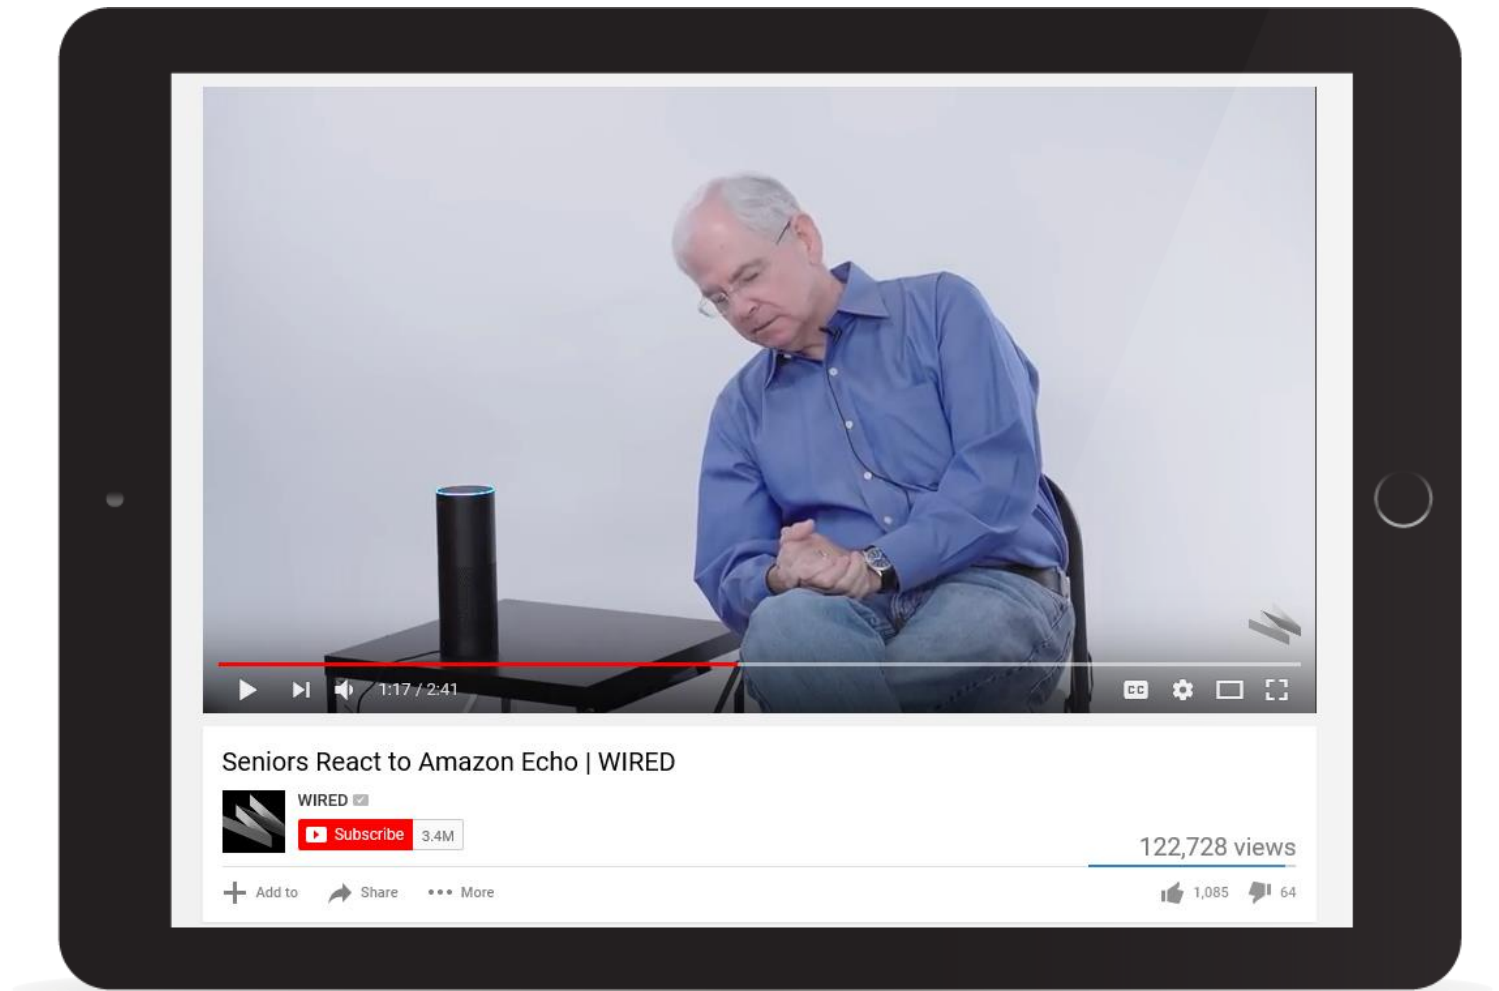 1:17 / 2:41
CC
Seniors React to Amazon Echo | WIRED
WIRED
Subscribe 3.4M
122,728 views
Add to Share More
1,085 64